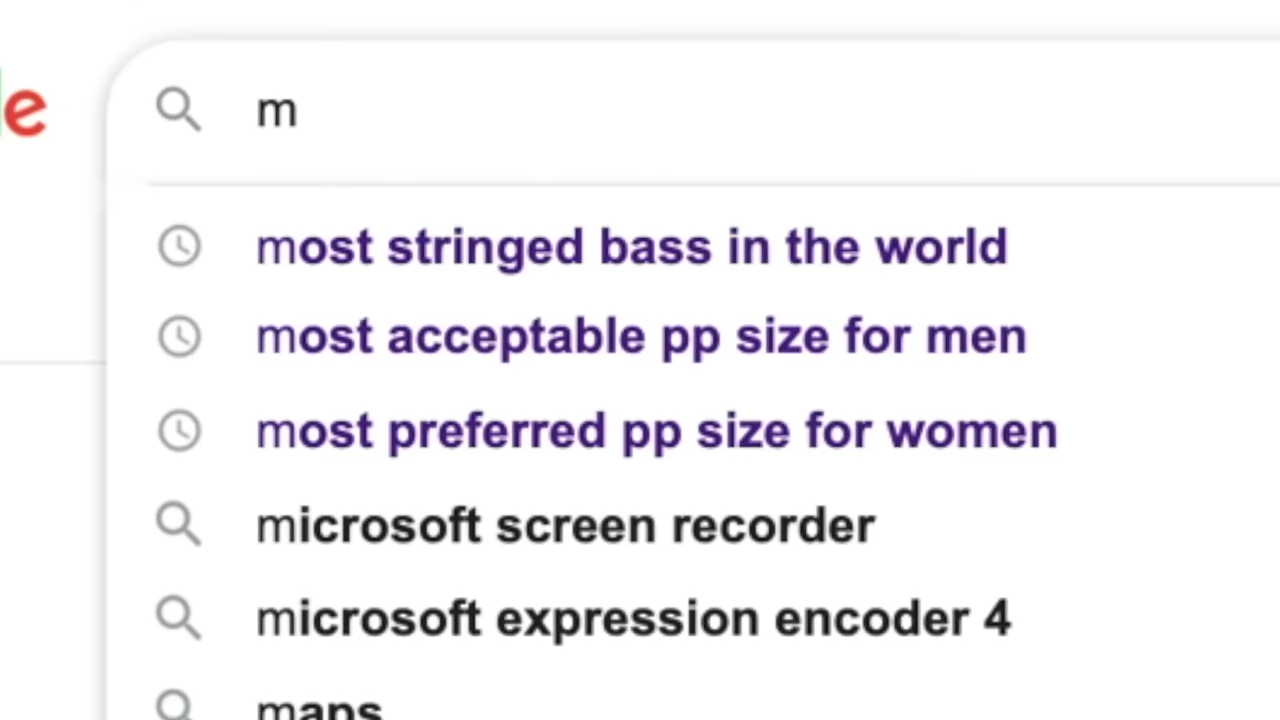 le
m
most stringed bass in the world
most acceptable pp size for men
most preferred pp size for women
microsoft screen recorder
microsoft expression encoder 4
maps